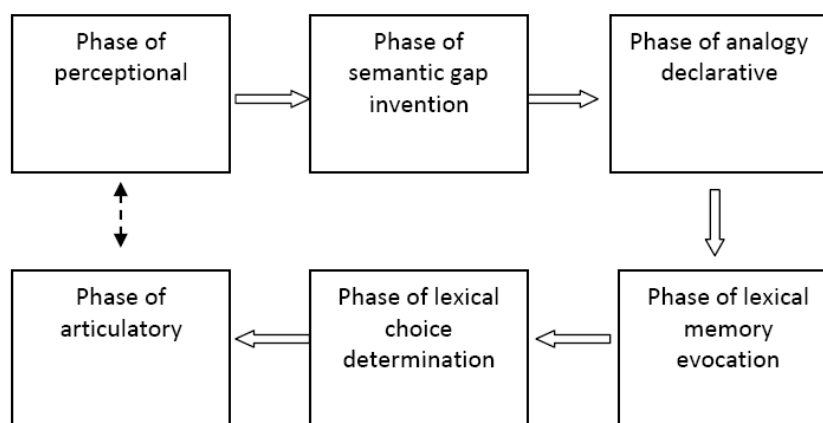 Phase of
perceptional
Phase of
semantic gap
invention
Phase of analogy
declarative
Phase of
articulatory
Phase of lexical
choice
determination
Phase of lexical
memory
evocation